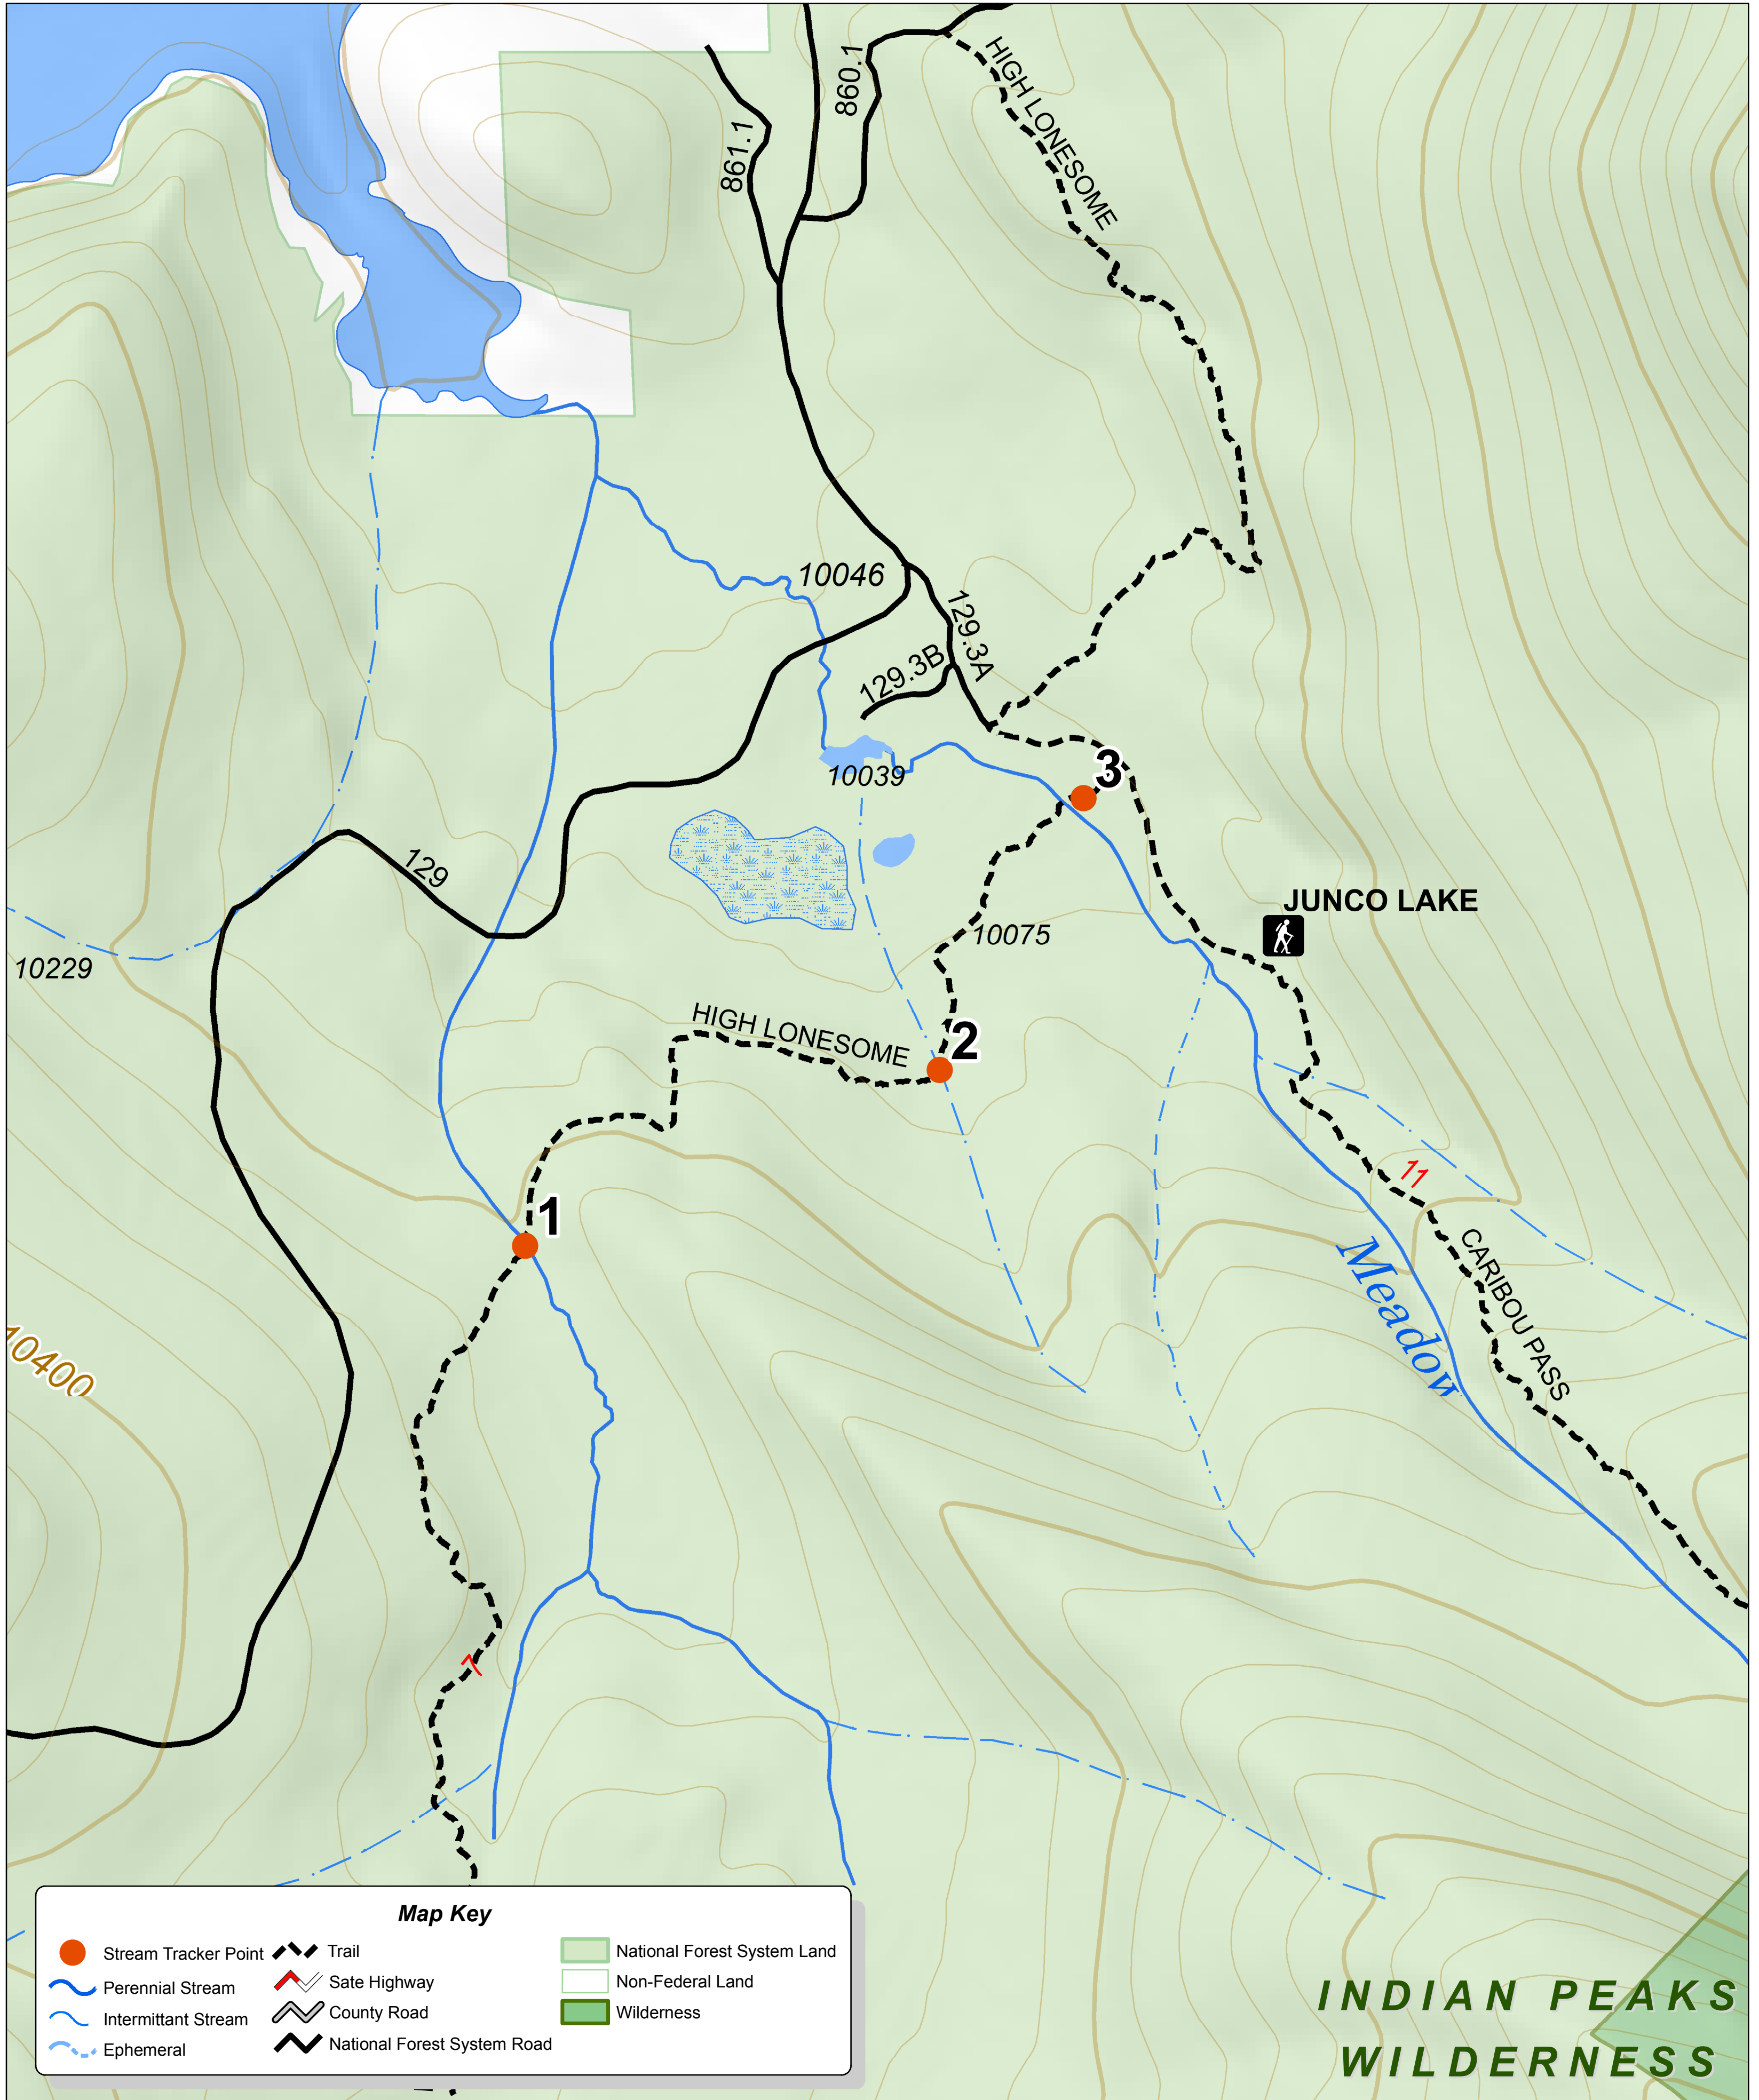 860.1
HIGH LONESOME
861.1
10046
129.3A
129.3B
3
10039
129
JUNCO LAKE
10075
10229
HIGH LONESOME
2
11
1
CARIBOU PASS
Meadow
10400
7
Map Key
Stream Tracker Point
Perennial Stream
Intermittant Stream
Ephemeral
Trail
Sate Highway
County Road
National Forest System Road
National Forest System Land
Non-Federal Land
Wilderness
INDIAN PEAKS
WILDERNESS